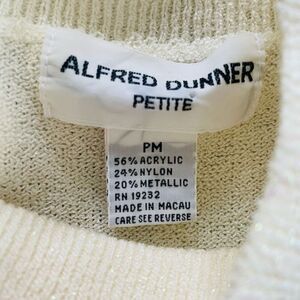 ALFRED DUNNER
PETITE
PM
56% ACRYLIC
24% NYLON
20% METALLIC
RN 19232
MADE IN MACAU
CARE SEE REVERSE